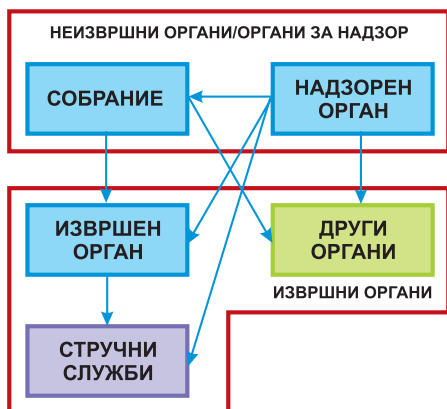 НЕИЗВРШНИ ОРГАНИ/ОРГАНИ ЗА НАДЗОР
СОБРАНИЕ
НАДЗОРЕН
ОРГАН
ИЗВРШЕН
ОРГАН
ДРУГИ
ОРГАНИ
ИЗВРШНИ ОРГАНИ
СТРУЧНИ
СЛУЖБИ